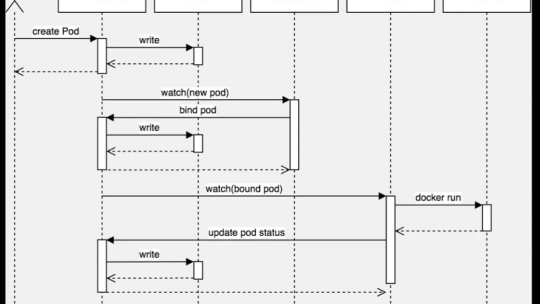 create Pod
write
watch(new pod)
bind pod
write
watch(bound pod)
docker run
update pod status
write